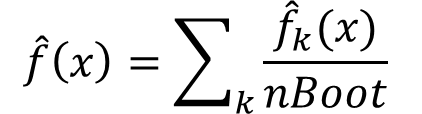 f̂(x) = ∑ₖ f̂ₖ(x) / nBoot